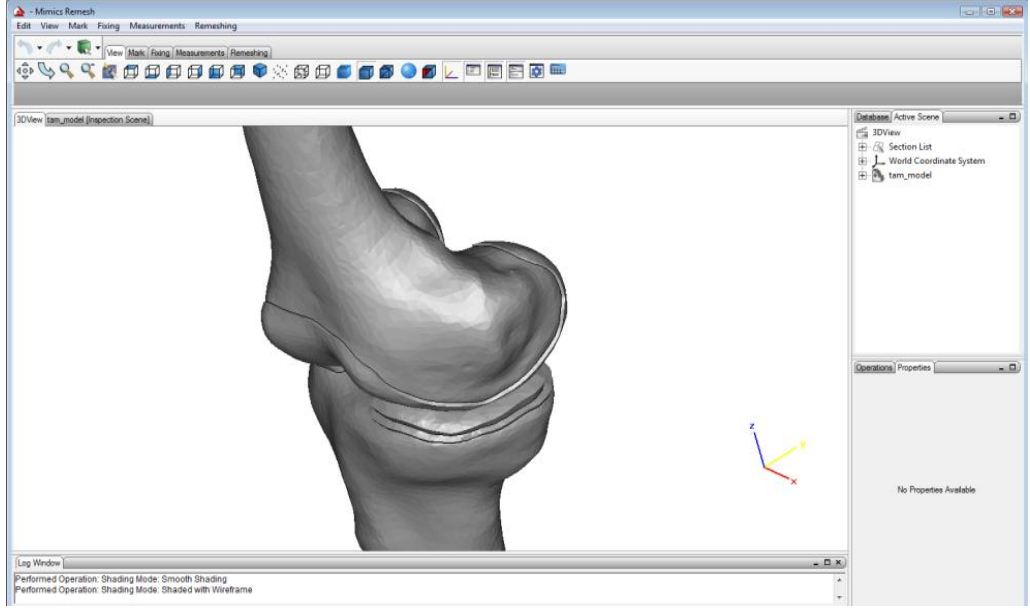 - Mimics Remesh
Edit View Mark Fixing Measurements Remeshing
View Mark Fixing Measurements Remeshing
3DView tam_model [Inspection Scene]
Database Active Scene
3DView
Section List
World Coordinate System
tam_model
Operations Properties
No Properties Available
z
y
x
Log Window
Performed Operation: Shading Mode: Smooth Shading
Performed Operation: Shading Mode: Shaded with Wireframe